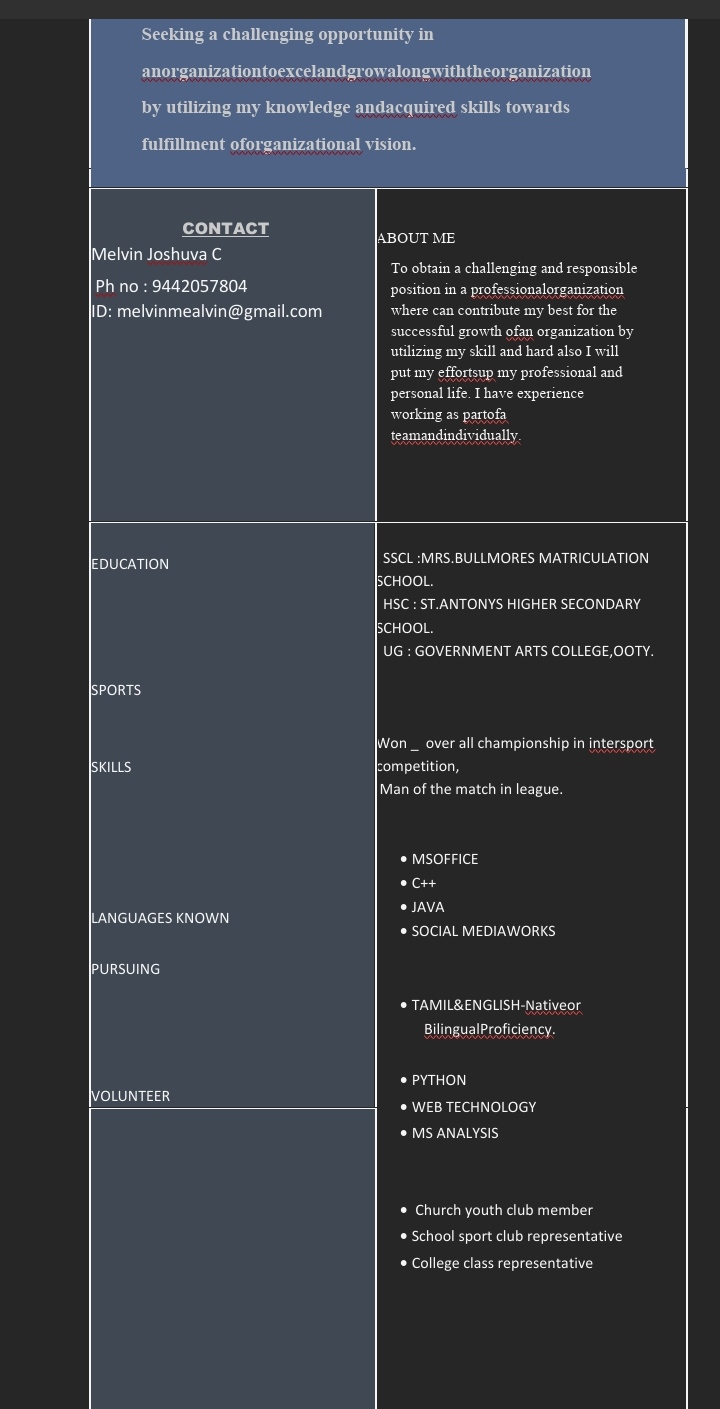 Seeking a challenging opportunity in
anorganizationtoexcelandgrowalongwiththeorganization
by utilizing my knowledge andacquired skills towards
fulfillment oforganizational vision.
CONTACT
Melvin Joshuva C
Ph no : 9442057804
ID: melvinmealvin@gmail.com
ABOUT ME
To obtain a challenging and responsible
position in a professionalorganization
where can contribute my best for the
successful growth ofan organization by
utilizing my skill and hard also I will
put my effortsup my professional and
personal life. I have experience
working as partofa
teamandindividually.
EDUCATION
SSCL :MRS.BULLMORES MATRICULATION
SCHOOL.
HSC : ST.ANTONYS HIGHER SECONDARY
SCHOOL.
UG : GOVERNMENT ARTS COLLEGE,OOTY.
SPORTS
Won _ over all championship in intersport
competition,
Man of the match in league.
SKILLS
• MSOFFICE
• C++
• JAVA
• SOCIAL MEDIAWORKS
LANGUAGES KNOWN
• TAMIL&ENGLISH-Nativeor
BilingualProficiency.
PURSUING
• PYTHON
• WEB TECHNOLOGY
• MS ANALYSIS
VOLUNTEER
• Church youth club member
• School sport club representative
• College class representative